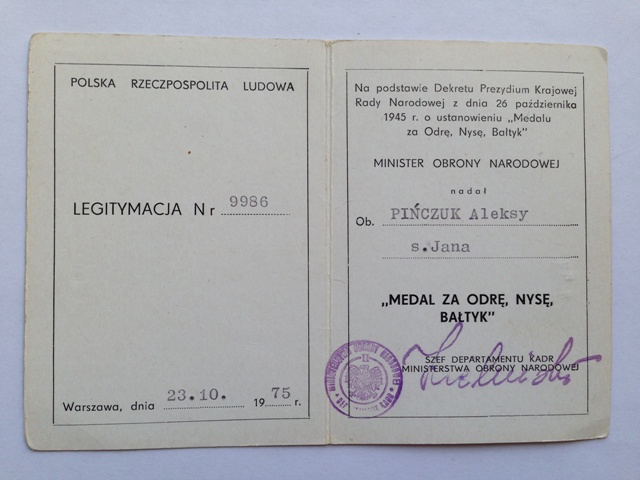 POLSKA RZECZPOSPOLITA LUDOWA
LEGITYMACJA Nr 9986
Warszawa, dnia 23.10. 1975 r.
Na podstawie Dekretu Prezydium Krajowej
Rady Narodowej z dnia 26 października
1945 r. o ustanowieniu „Medalu
za Odrę, Nysę, Bałtyk”
MINISTER OBRONY NARODOWEJ
nadał
Ob. PIŃCZUK Aleksy
s.Jana
„MEDAL ZA ODRĘ, NYSĘ,
BAŁTYK”
SZEF DEPARTAMENTU KADR
MINISTERSTWA OBRONY NARODOWEJ